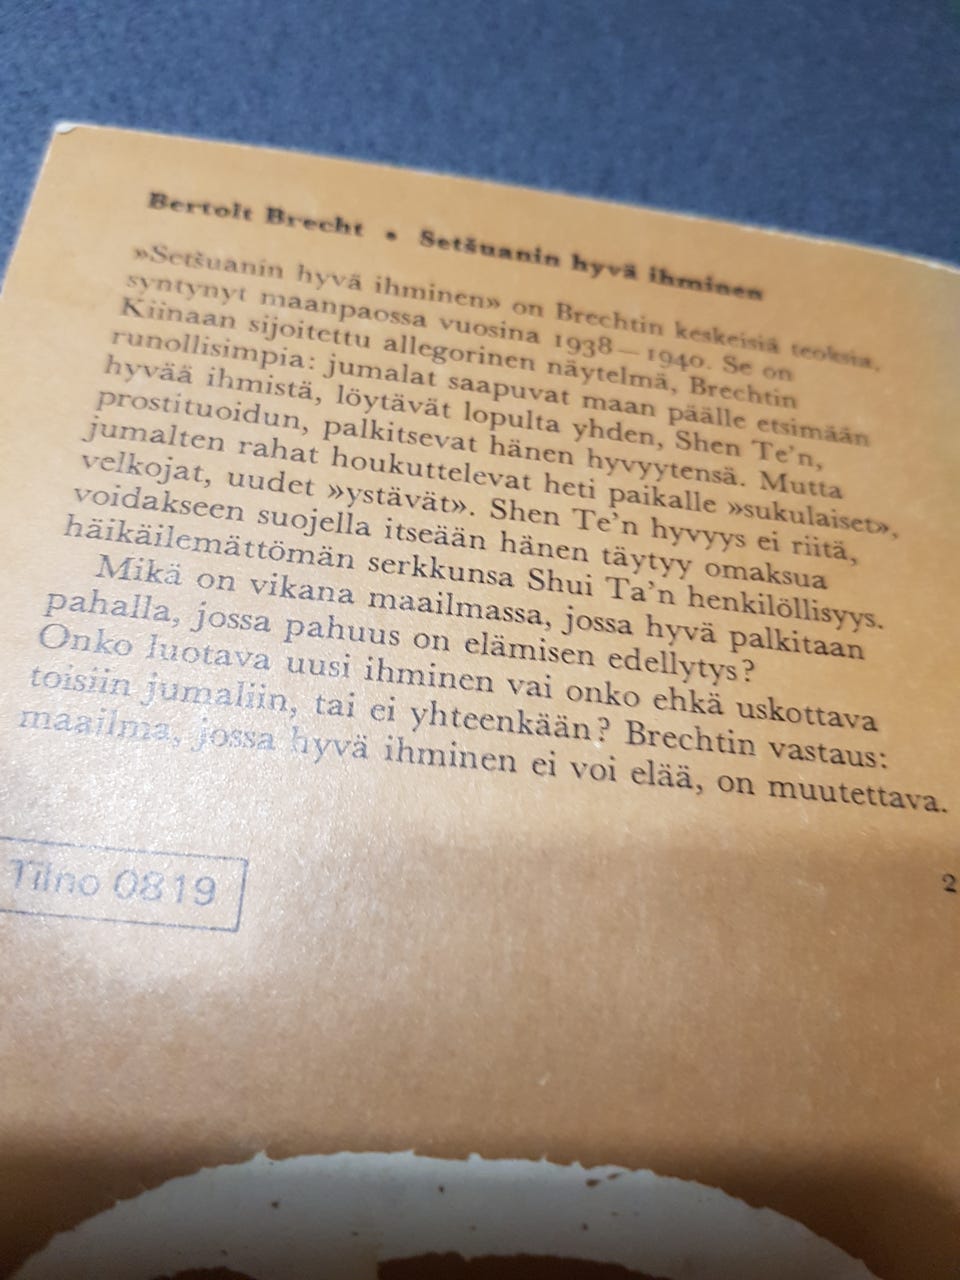 Bertolt Brecht • Setšuanin hyvä ihminen
»Setšuanin hyvä ihminen» on Brechtin keskeisiä teoksia,
syntynyt maanpaossa vuosina 1938—1940. Se on
Kiinaan sijoitettu allegorinen näytelmä, Brechtin
runollisimpia: jumalat saapuvat maan päälle etsimään
hyvää ihmistä, löytävät lopulta yhden, Shen Te'n,
prostituoidun, palkitsevat hänen hyvyytensä. Mutta
jumalten rahat houkuttelevat heti paikalle »sukulaiset»,
velkojat, uudet »ystävät». Shen Te'n hyvyys ei riitä,
voidakseen suojella itseään hänen täytyy omaksua
häikäilemättömän serkkunsa Shui Ta'n henkilöllisyys.
Mikä on vikana maailmassa, jossa hyvä palkitaan
pahalla, jossa pahuus on elämisen edellytys?
Onko luotava uusi ihminen vai onko ehkä uskottava
toisiin jumaliin, tai ei yhteenkään? Brechtin vastaus:
maailma, jossa hyvä ihminen ei voi elää, on muutettava.
2
Tilno 0819